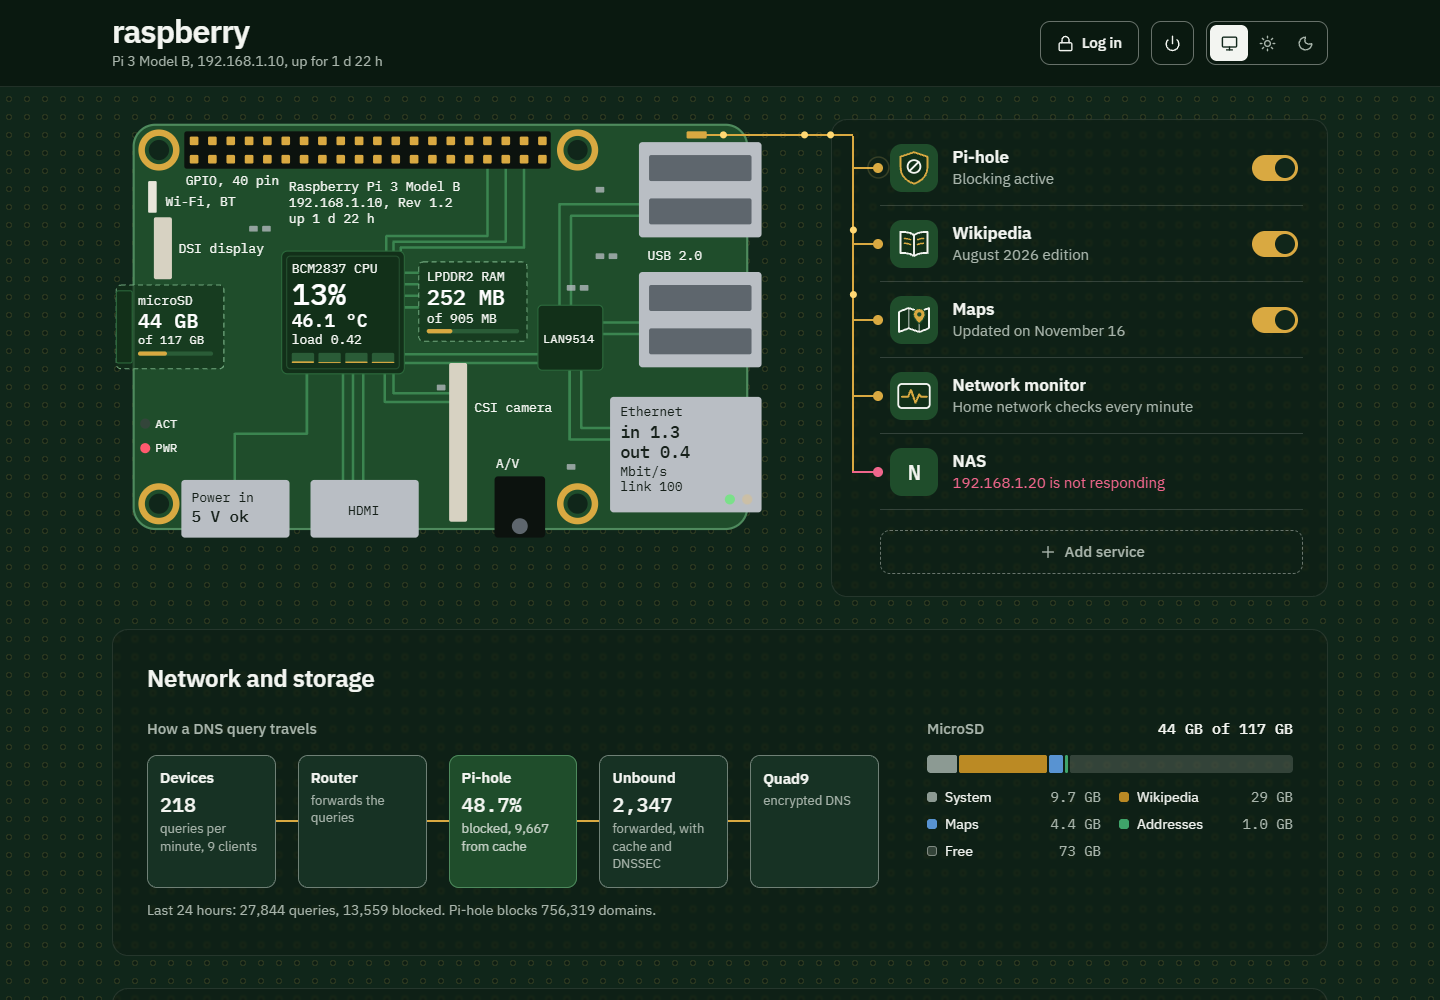 raspberry
Pi 3 Model B, 192.168.1.10, up for 1 d 22 h
Log in
GPIO, 40 pin
Wi-Fi, BT
Raspberry Pi 3 Model B
192.168.1.10, Rev 1.2
up 1 d 22 h
DSI display
USB 2.0
microSD
44 GB
of 117 GB
BCM2837 CPU
13%
46.1 °C
load 0.42
LPDDR2 RAM
252 MB
of 905 MB
LAN9514
CSI camera
ACT
PWR
A/V
Ethernet
in 1.3
out 0.4
Mbit/s
link 100
Power in
5 V ok
HDMI
Pi-hole
Blocking active
Wikipedia
August 2026 edition
Maps
Updated on November 16
Network monitor
Home network checks every minute
N
NAS
192.168.1.20 is not responding
Add service
Network and storage
How a DNS query travels
Devices
218
queries per
minute, 9 clients
Router
forwards the
queries
Pi-hole
48.7%
blocked, 9,667
from cache
Unbound
2,347
forwarded, with
cache and
DNSSEC
Quad9
encrypted DNS
Last 24 hours: 27,844 queries, 13,559 blocked. Pi-hole blocks 756,319 domains.
MicroSD 44 GB of 117 GB
System 9.7 GB Wikipedia 29 GB
Maps 4.4 GB Addresses 1.0 GB
Free 73 GB